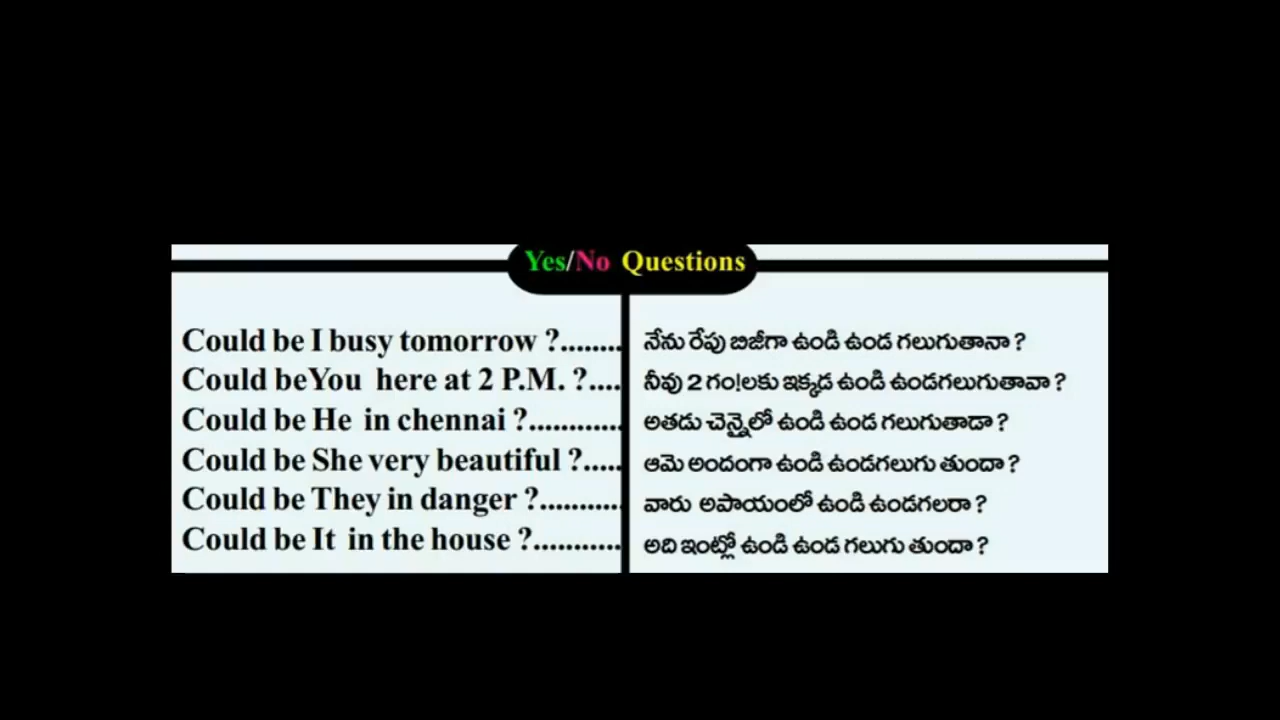 Yes/No Questions
Could be I busy tomorrow ?........ నేను రేపు బిజీగా ఉండి ఉండ గలుగుతానా ?
Could beYou here at 2 P.M. ?.... నీవు 2 గం!లకు ఇక్కడ ఉండి ఉండగలుగుతావా ?
Could be He in chennai ?............ అతడు చెన్నైలో ఉండి ఉండ గలుగుతాడా ?
Could be She very beautiful ?..... ఆమె అందంగా ఉండి ఉండగలుగు తుందా ?
Could be They in danger ?........... వారు అపాయంలో ఉండి ఉండగలరా ?
Could be It in the house ?........... అది ఇంట్లో ఉండి ఉండ గలుగు తుందా ?